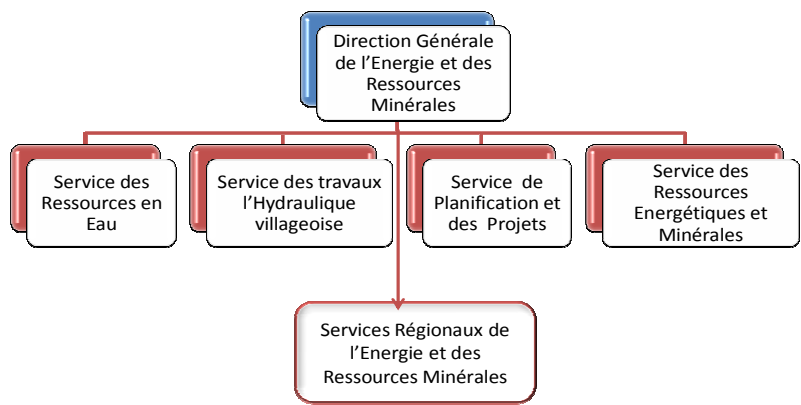 Direction Générale
de l'Energie et des
Ressources
Minérales
Service des
Ressources en
Eau
Service des travaux
l'Hydraulique
villageoise
Service de
Planification et
des Projets
Service des
Ressources
Energétiques et
Minérales
Services Régionaux de
l'Energie et des
Ressources Minérales